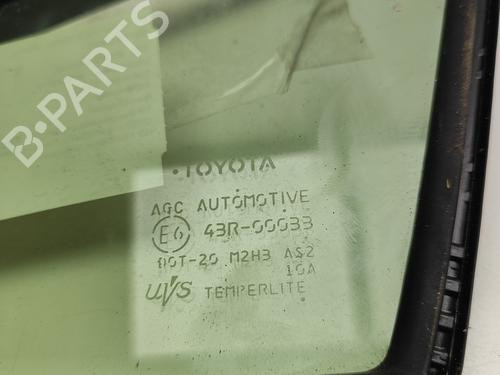 B-PARTS
TOYOTA
AGC AUTOMOTIVE
E6 43R-00033
DOT-20 M2H3 AS2
10A
UVS TEMPERLITE